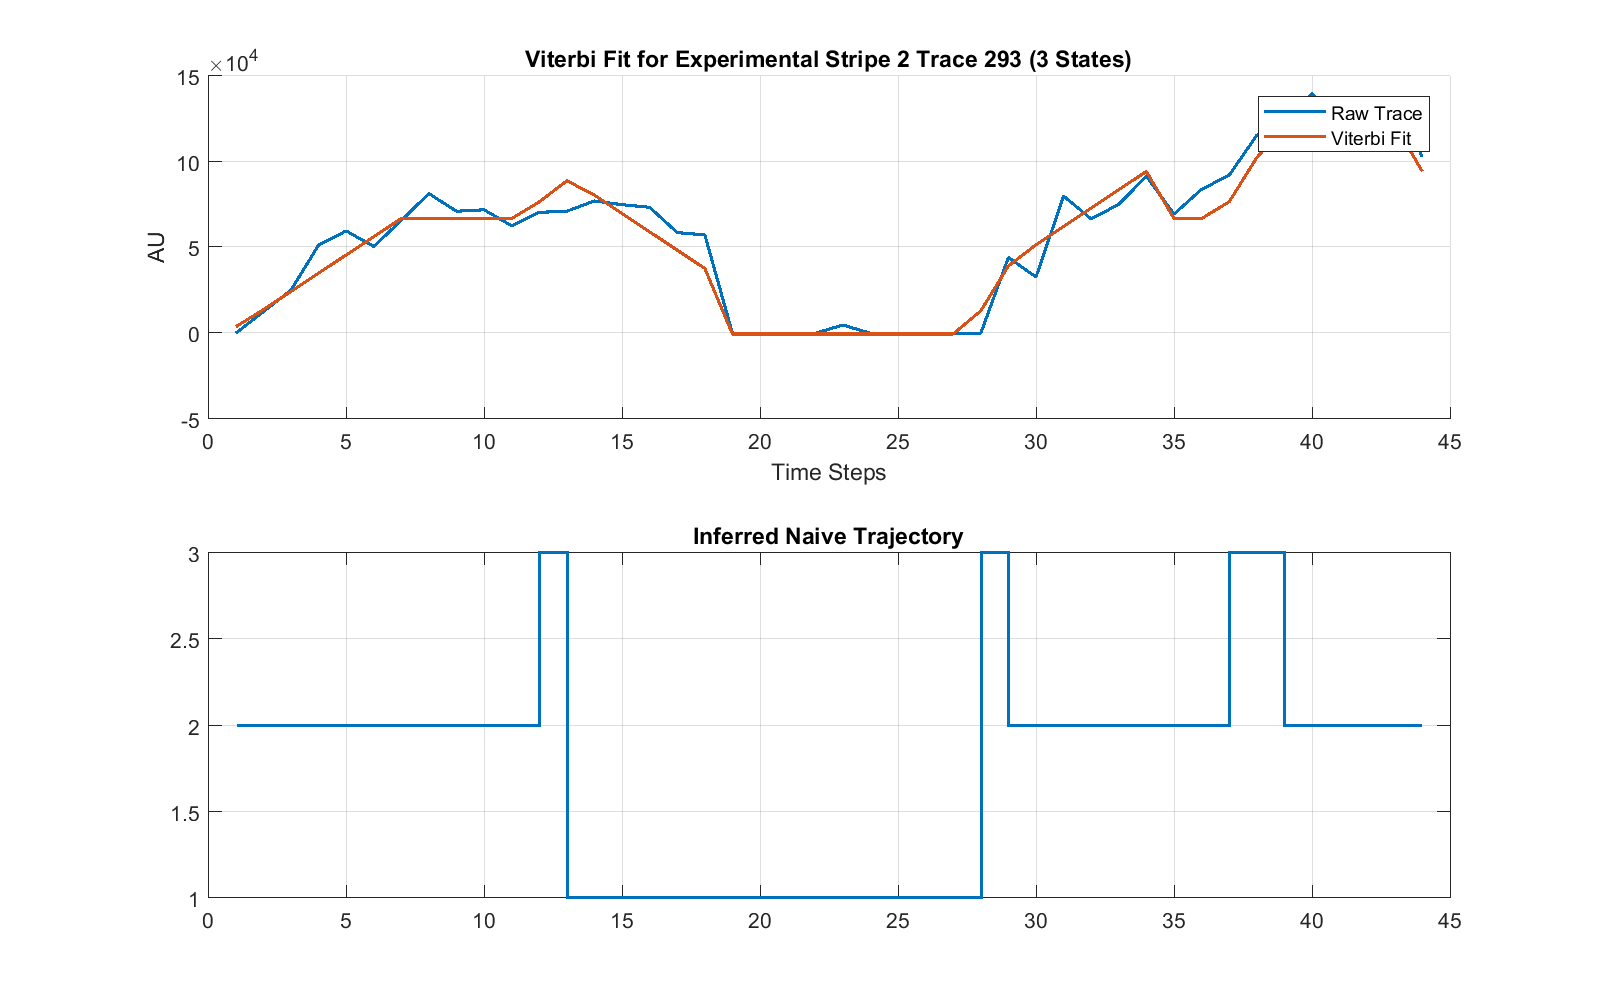 Viterbi Fit for Experimental Stripe 2 Trace 293 (3 States)
×10^4
15
10
5
0
-5
AU
Raw Trace
Viterbi Fit
0 5 10 15 20 25 30 35 40 45
Time Steps
Inferred Naive Trajectory
3
2.5
2
1.5
1
0 5 10 15 20 25 30 35 40 45